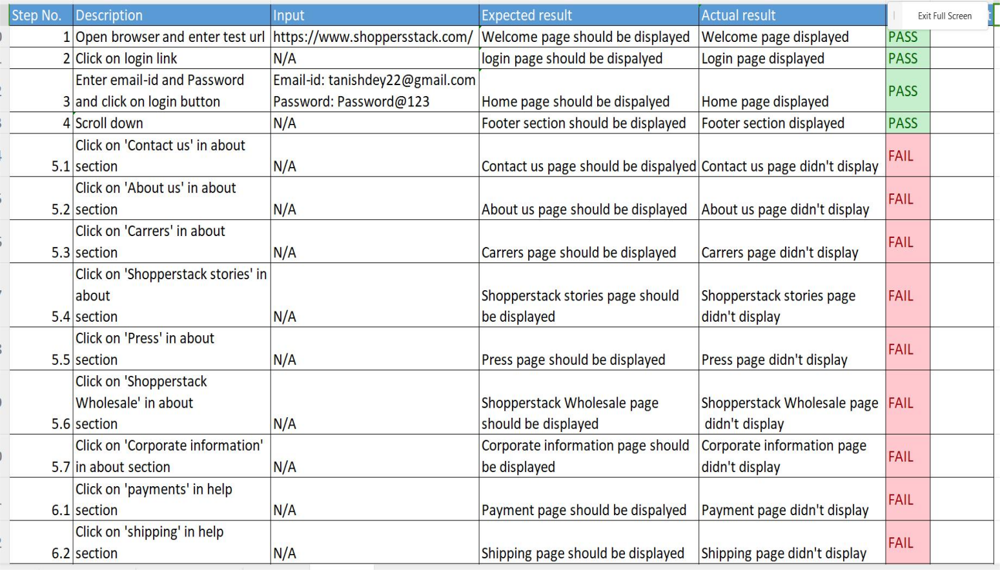 Step No. Description Input Expected result Actual result Exit Full Screen
1 Open browser and enter test url https://www.shoppersstack.com/ Welcome page should be displayed Welcome page displayed PASS
2 Click on login link N/A login page should be dispalyed Login page displayed PASS
Enter email-id and Password Email-id: tanishdey22@gmail.com
3 and click on login button Password: Password@123 Home page should be dispalyed Home page displayed PASS
4 Scroll down N/A Footer section should be displayed Footer section displayed PASS
Click on 'Contact us' in about
5.1 section N/A Contact us page should be dispalyed Contact us page didn't display FAIL
Click on 'About us' in about
5.2 section N/A About us page should be displayed About us page didn't display FAIL
Click on 'Carrers' in about
5.3 section N/A Carrers page should be displayed Carrers page didn't display FAIL
Click on 'Shopperstack stories' in
about Shopperstack stories page should Shopperstack stories page FAIL
5.4 section N/A be displayed didn't display
Click on 'Press' in about
5.5 section N/A Press page should be displayed Press page didn't display FAIL
Click on 'Shopperstack
Wholesale' in about Shopperstack Wholesale page Shopperstack Wholesale page FAIL
5.6 section N/A should be displayed didn't display
Click on 'Corporate information' Corporate information page should Corporate information page
5.7 in about section N/A be displayed didn't display FAIL
Click on 'payments' in help
6.1 section N/A Payment page should be dispalyed Payment page didn't display FAIL
Click on 'shipping' in help
6.2 section N/A Shipping page should be displayed Shipping page didn't display FAIL